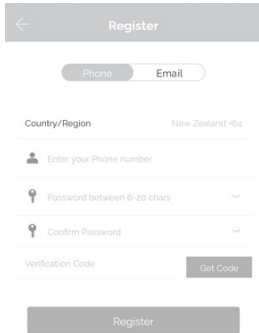 Register
Phone Email
Country/Region New Zealand +64
Enter your Phone number
Password between 6-20 chars
Confirm Password
Verification Code Get Code
Register